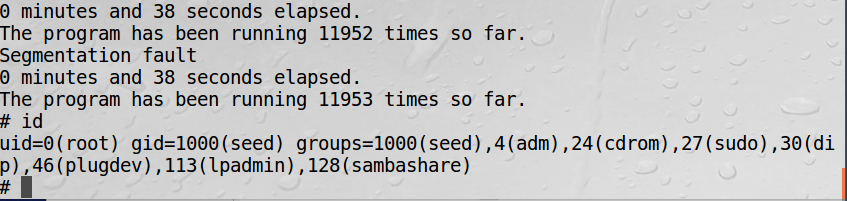 0 minutes and 38 seconds elapsed.
The program has been running 11952 times so far.
Segmentation fault
0 minutes and 38 seconds elapsed.
The program has been running 11953 times so far.
# id
uid=0(root) gid=1000(seed) groups=1000(seed),4(adm),24(cdrom),27(sudo),30(di
p),46(plugdev),113(lpadmin),128(sambashare)
#